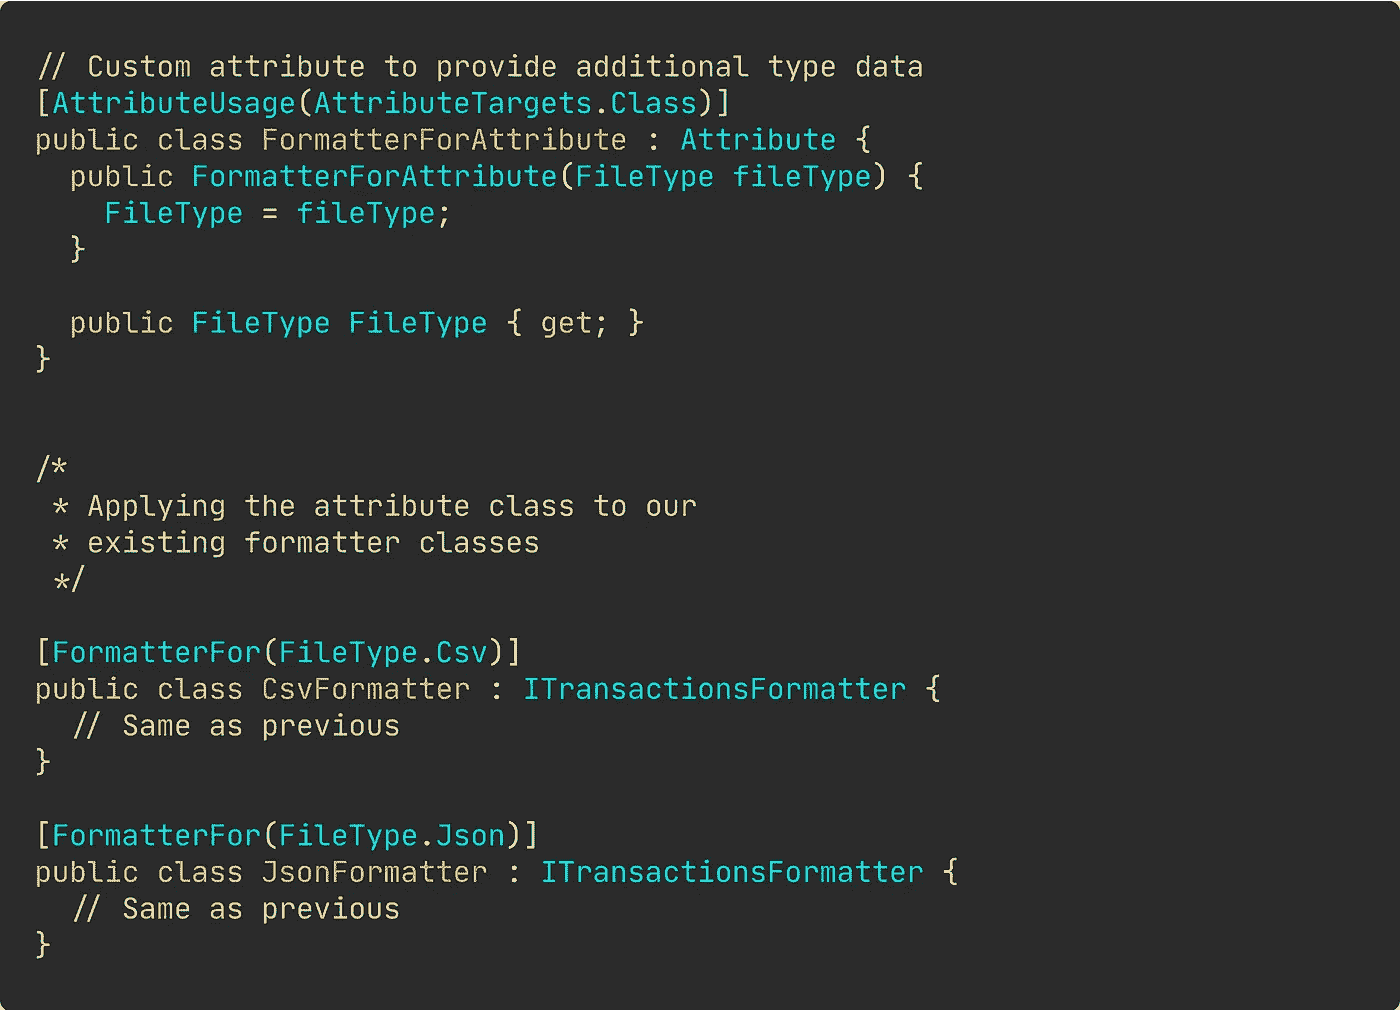 // Custom attribute to provide additional type data
[AttributeUsage(AttributeTargets.Class)]
public class FormatterForAttribute : Attribute {
  public FormatterForAttribute(FileType fileType) {
    FileType = fileType;
  }

  public FileType FileType { get; }
}

/*
 * Applying the attribute class to our
 * existing formatter classes
 */

[FormatterFor(FileType.Csv)]
public class CsvFormatter : ITransactionsFormatter {
  // Same as previous
}

[FormatterFor(FileType.Json)]
public class JsonFormatter : ITransactionsFormatter {
  // Same as previous
}